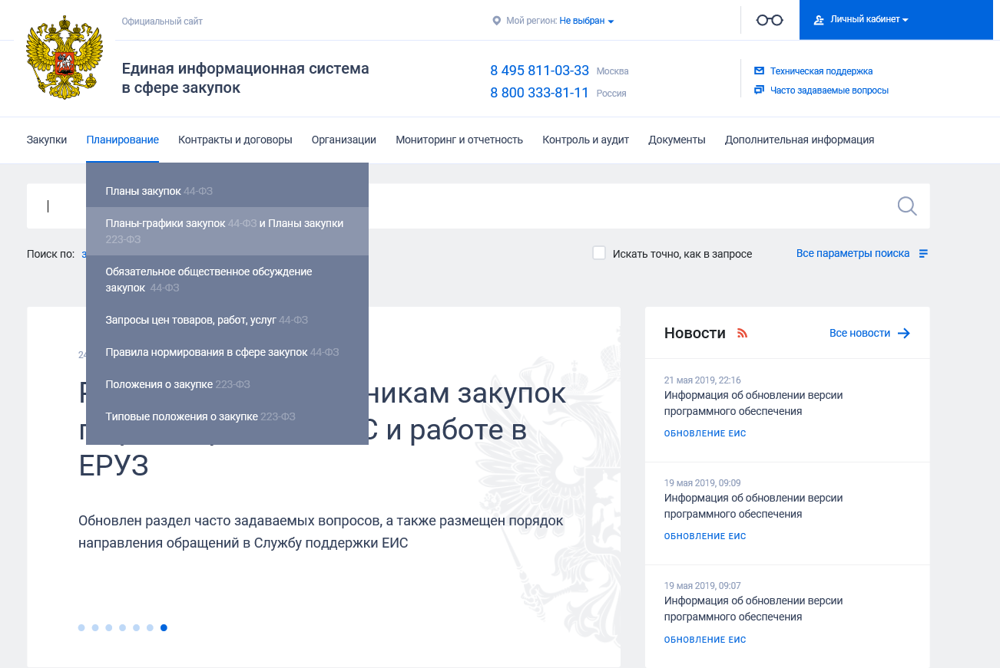 Официальный сайт
Мой регион: Не выбран
Личный кабинет
Единая информационная система
в сфере закупок
8 495 811-03-33 Москва
8 800 333-81-11 Россия
Техническая поддержка
Часто задаваемые вопросы
Закупки Планирование Контракты и договоры Организации Мониторинг и отчетность Контроль и аудит Документы Дополнительная информация
Планы закупок 44-ФЗ
Планы-графики закупок 44-ФЗ и Планы закупки
223-ФЗ
Обязательное общественное обсуждение
закупок 44-ФЗ
Запросы цен товаров, работ, услуг 44-ФЗ
Правила нормирования в сфере закупок 44-ФЗ
Положения о закупке 223-ФЗ
Типовые положения о закупке 223-ФЗ
Поиск по:
Искать точно, как в запросе
Все параметры поиска
24
никам закупок
и работе в
ЕРУЗ
Обновлен раздел часто задаваемых вопросов, а также размещен порядок
направления обращений в Службу поддержки ЕИС
Новости
Все новости
21 мая 2019, 22:16
Информация об обновлении версии
программного обеспечения
ОБНОВЛЕНИЕ ЕИС
19 мая 2019, 09:09
Информация об обновлении версии
программного обеспечения
ОБНОВЛЕНИЕ ЕИС
19 мая 2019, 09:07
Информация об обновлении версии
программного обеспечения
ОБНОВЛЕНИЕ ЕИС